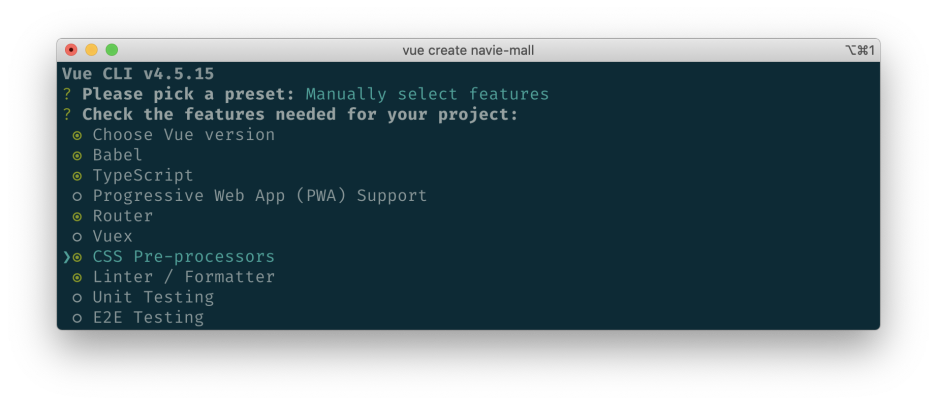 vue create navie-mall
⌥⌘1
Vue CLI v4.5.15
? Please pick a preset: Manually select features
? Check the features needed for your project:
◉ Choose Vue version
◉ Babel
◉ TypeScript
◯ Progressive Web App (PWA) Support
◉ Router
◯ Vuex
❯◉ CSS Pre-processors
◉ Linter / Formatter
◯ Unit Testing
◯ E2E Testing